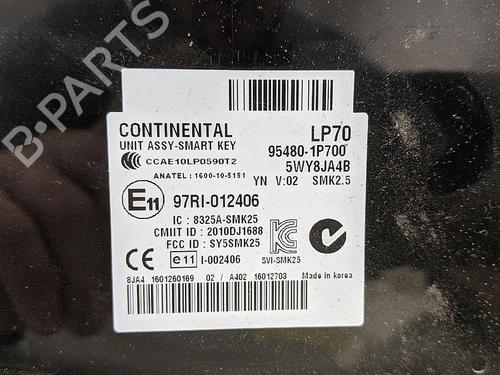 B-PARTS
CONTINENTAL LP70
UNIT ASSY-SMART KEY 95480-1P700
CCAE10LP0590T2 5WY8JA4B
ANATEL : 1600-10-5151 YN V:02 SMK2.5
E11 97RI-012406
IC : 8325A-SMK25
CMIIT ID : 2010DJ1688
FCC ID : SY5SMK25 SVI-SMK25
CE e11 I-002406
8JA4 1601260169 02 / A402 16012703 Made in korea